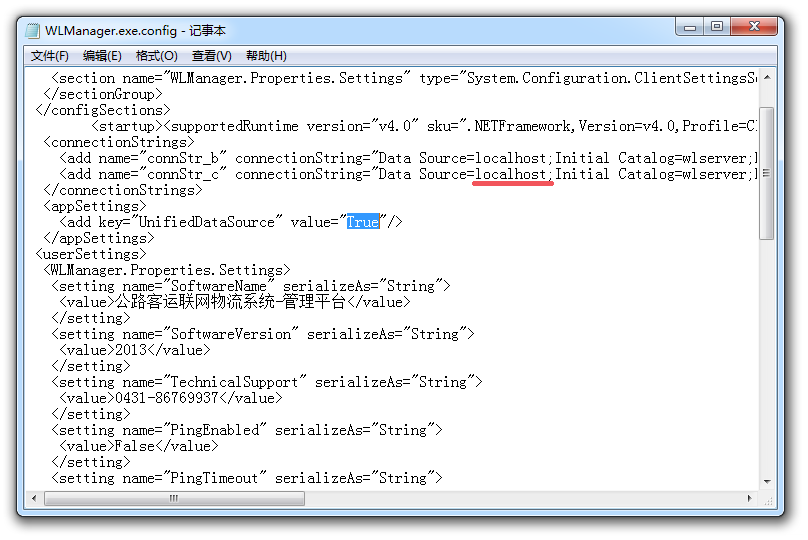 WLManager.exe.config - 记事本
文件(F) 编辑(E) 格式(O) 查看(V) 帮助(H)
<section name="WLManager.Properties.Settings" type="System.Configuration.ClientSettingsSe
</sectionGroup>
</configSections>
<startup><supportedRuntime version="v4.0" sku=".NETFramework,Version=v4.0,Profile=Cl
<connectionStrings>
<add name="connStr_b" connectionString="Data Source=localhost;Initial Catalog=wlserver;
<add name="connStr_c" connectionString="Data Source=localhost;Initial Catalog=wlserver;
</connectionStrings>
<appSettings>
<add key="UnifiedDataSource" value="True"/>
</appSettings>
<userSettings>
<WLManager.Properties.Settings>
<setting name="SoftwareName" serializeAs="String">
<value>公路客运联网物流系统-管理平台</value>
</setting>
<setting name="SoftwareVersion" serializeAs="String">
<value>2013</value>
</setting>
<setting name="TechnicalSupport" serializeAs="String">
<value>0431-86769937</value>
</setting>
<setting name="PingEnabled" serializeAs="String">
<value>False</value>
</setting>
<setting name="PingTimeout" serializeAs="String">